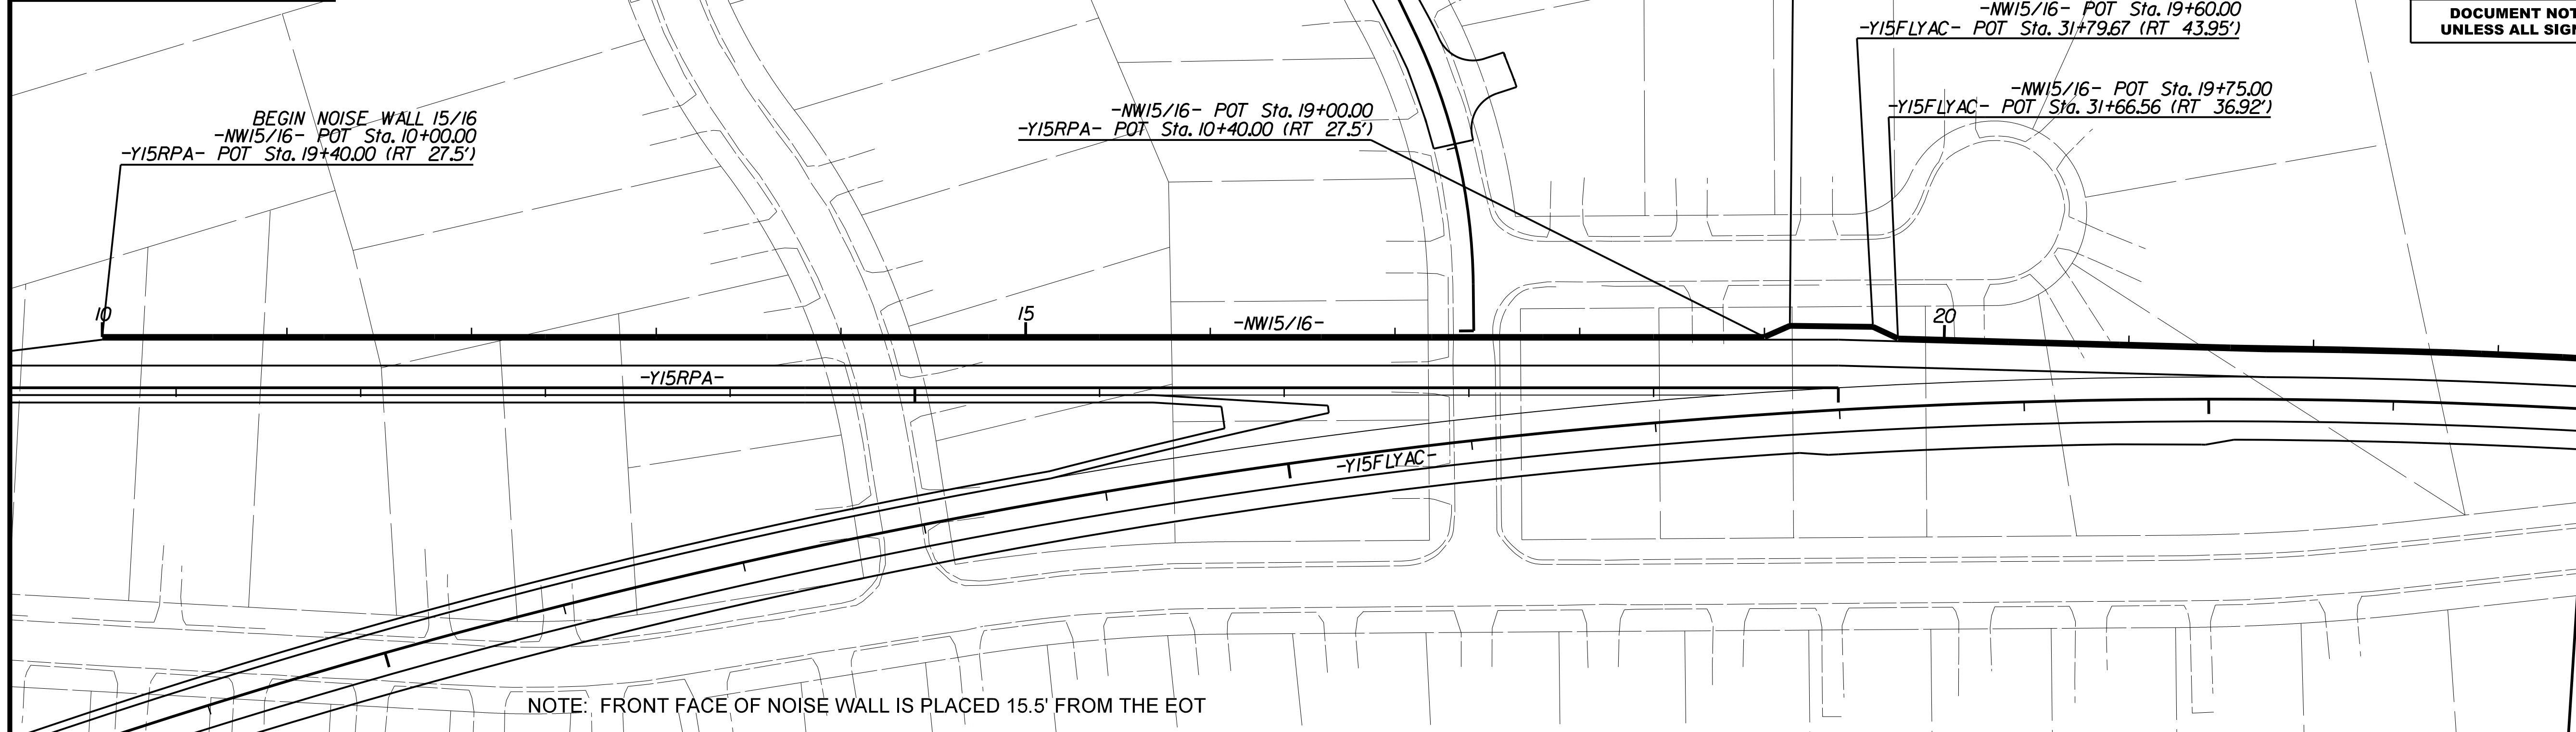 -NW15/16- POT Sta. 19+60.00
-Y15FLYAC- POT Sta. 31+79.67 (RT 43.95')
DOCUMENT NOT
UNLESS ALL SIGN
-NW15/16- POT Sta. 19+75.00
-Y15FLYAC- POT Sta. 31+66.56 (RT 36.92')
BEGIN NOISE WALL 15/16
-NW15/16- POT Sta. 10+00.00
-Y15RPA- POT Sta. 19+40.00 (RT 27.5')
-NW15/16- POT Sta. 19+00.00
-Y15RPA- POT Sta. 10+40.00 (RT 27.5')
10
15
-NW15/16-
20
-Y15RPA-
-Y15FLYAC-
NOTE: FRONT FACE OF NOISE WALL IS PLACED 15.5' FROM THE EOT